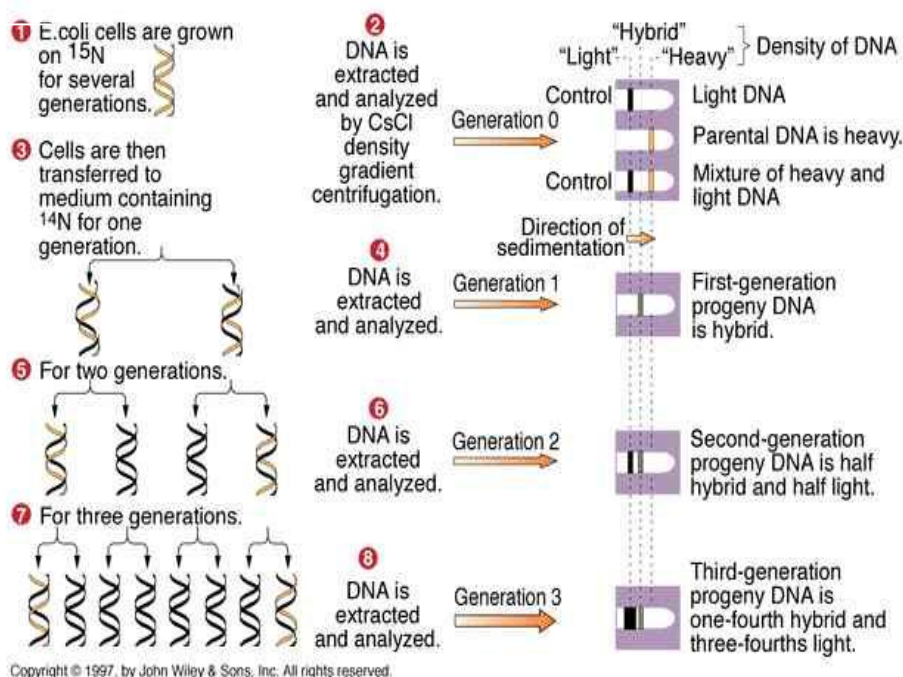 1 E.coli cells are grown
on 15N
for several
generations.
2
DNA is
extracted
and analyzed
by CsCl
density
gradient
centrifugation.
Generation 0
"Hybrid"
"Light"
"Heavy"
Density of DNA
Control
Light DNA
Parental DNA is heavy.
Control
Mixture of heavy and
light DNA
Direction of
sedimentation
3 Cells are then
transferred to
medium containing
14N for one
generation.
4
DNA is
extracted
and analyzed.
Generation 1
First-generation
progeny DNA
is hybrid.
5 For two generations.
6
DNA is
extracted
and analyzed.
Generation 2
Second-generation
progeny DNA is half
hybrid and half light.
7 For three generations.
8
DNA is
extracted
and analyzed.
Generation 3
Third-generation
progeny DNA is
one-fourth hybrid and
three-fourths light.
Copyright © 1997, by John Wiley & Sons, Inc. All rights reserved.